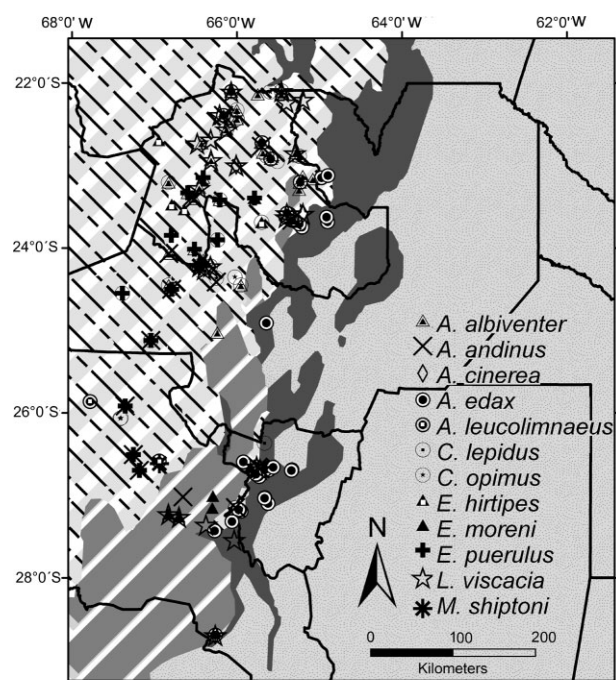 68°0' W 66°0'W 64°0'W 62°0'W
22°0'S
24°0'S
26°0'S
28°0'S
A. albiventer
A. andinus
A. cinerea
A. edax
A. leucolimnaeus
C. lepidus
C. opimus
E. hirtipes
E. moreni
E. puerulus
L. viscacia
M. shiptoni
N
0 100 200
Kilometers